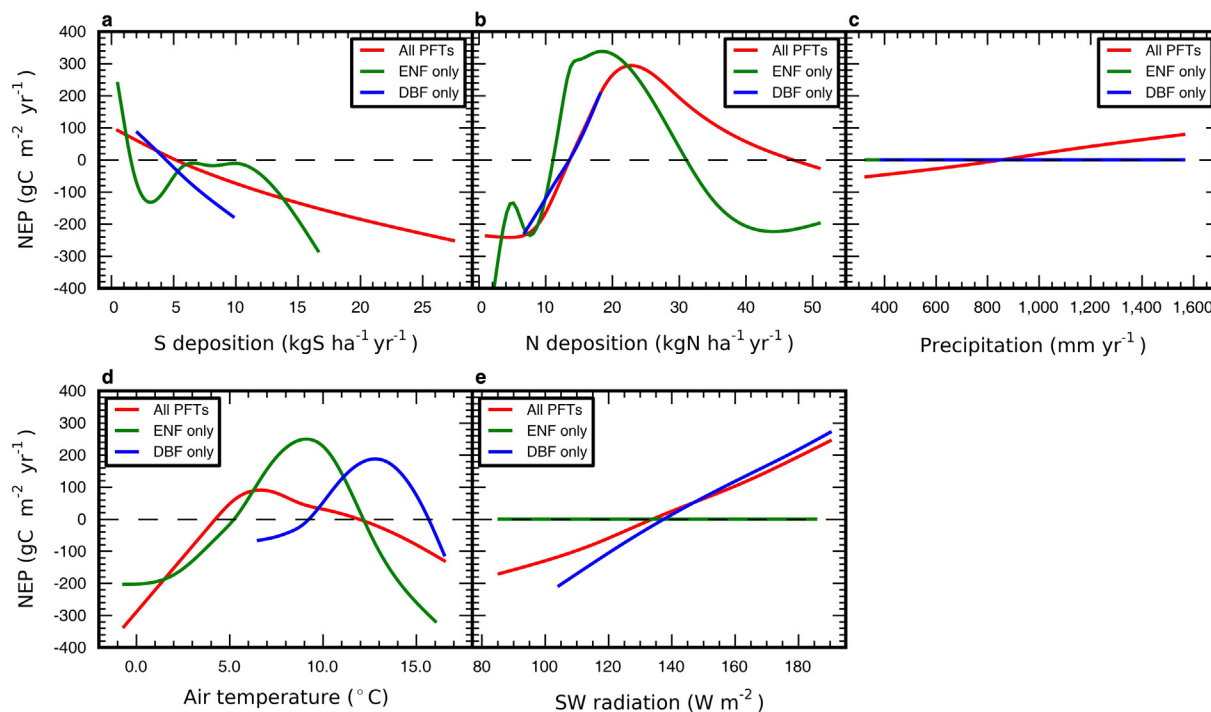 a
b
c
400
300
200
100
0
-100
-200
-300
-400
NEP (gC m⁻² yr⁻¹)
All PFTs
ENF only
DBF only
All PFTs
ENF only
DBF only
All PFTs
ENF only
DBF only
0 5 10 15 20 25
0 10 20 30 40 50
400 600 800 1,000 1,200 1,400 1,600
S deposition (kgS ha⁻¹ yr⁻¹)
N deposition (kgN ha⁻¹ yr⁻¹)
Precipitation (mm yr⁻¹)
d
e
400
300
200
100
0
-100
-200
-300
-400
NEP (gC m⁻² yr⁻¹)
All PFTs
ENF only
DBF only
All PFTs
ENF only
DBF only
0.0 5.0 10.0 15.0
80 100 120 140 160 180
Air temperature (°C)
SW radiation (W m⁻²)